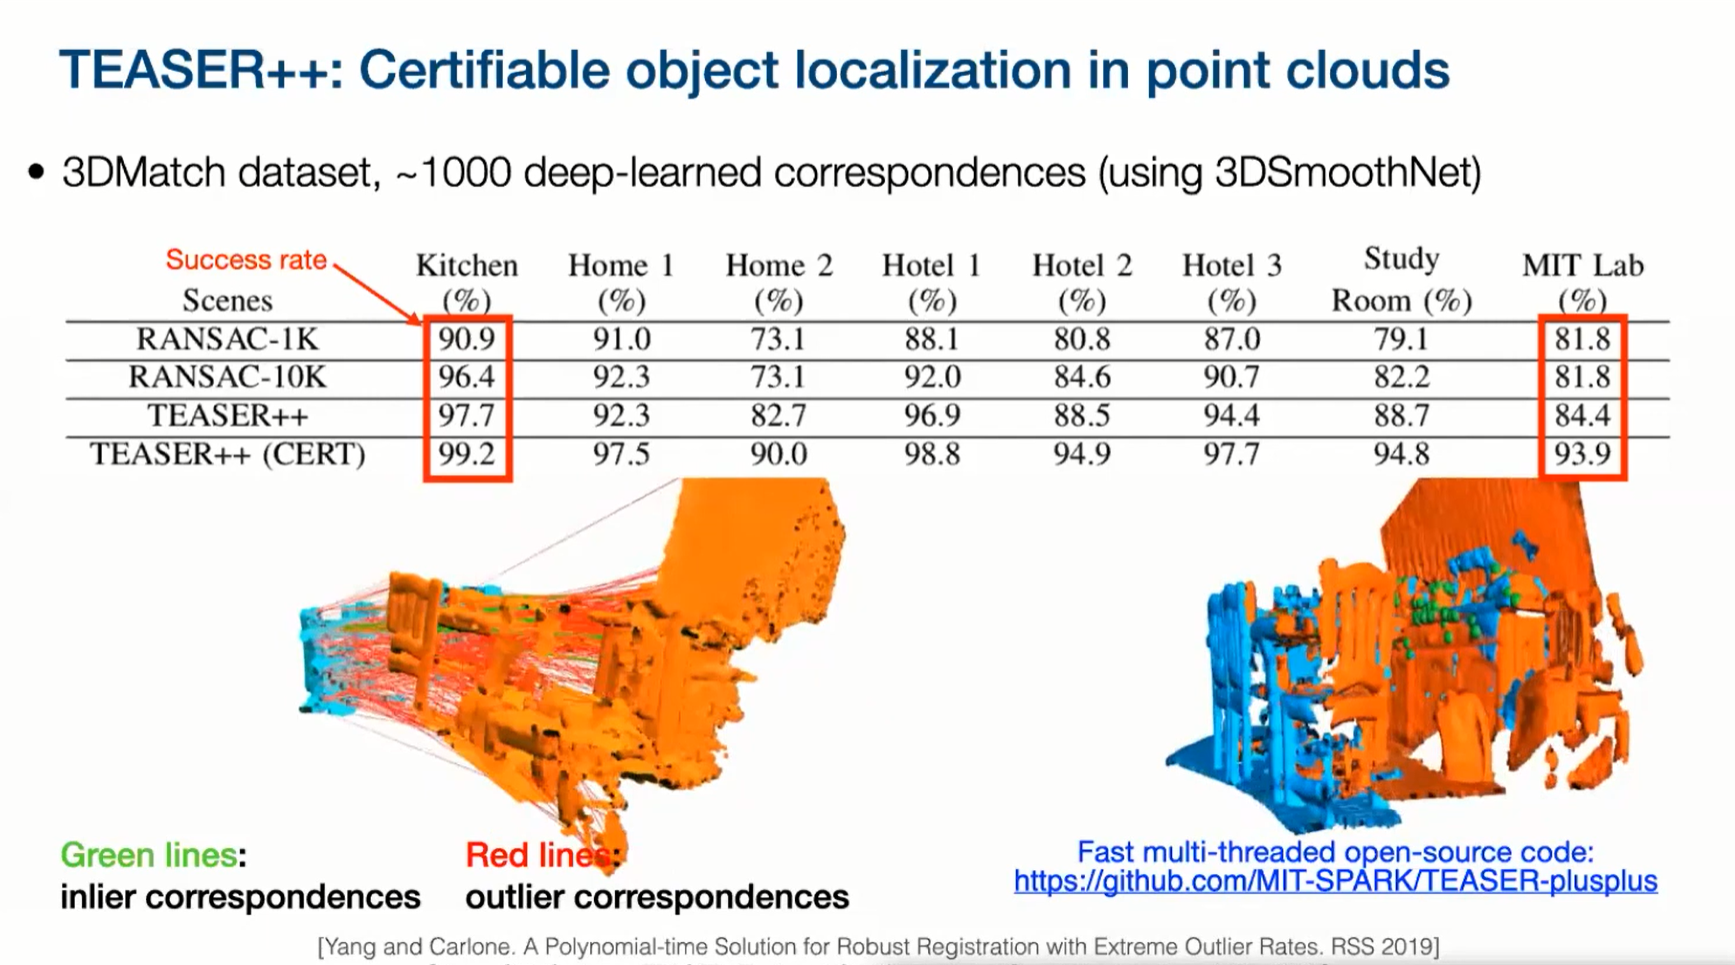 TEASER++: Certifiable object localization in point clouds
• 3DMatch dataset, ~1000 deep-learned correspondences (using 3DSmoothNet)
Success rate
Scenes Kitchen (%) Home 1 (%) Home 2 (%) Hotel 1 (%) Hotel 2 (%) Hotel 3 (%) Study Room (%) MIT Lab (%)
RANSAC-1K 90.9 91.0 73.1 88.1 80.8 87.0 79.1 81.8
RANSAC-10K 96.4 92.3 73.1 92.0 84.6 90.7 82.2 81.8
TEASER++ 97.7 92.3 82.7 96.9 88.5 94.4 88.7 84.4
TEASER++ (CERT) 99.2 97.5 90.0 98.8 94.9 97.7 94.8 93.9
Green lines:
inlier correspondences
Red lines:
outlier correspondences
Fast multi-threaded open-source code:
https://github.com/MIT-SPARK/TEASER-plusplus
[Yang and Carlone. A Polynomial-time Solution for Robust Registration with Extreme Outlier Rates. RSS 2019]